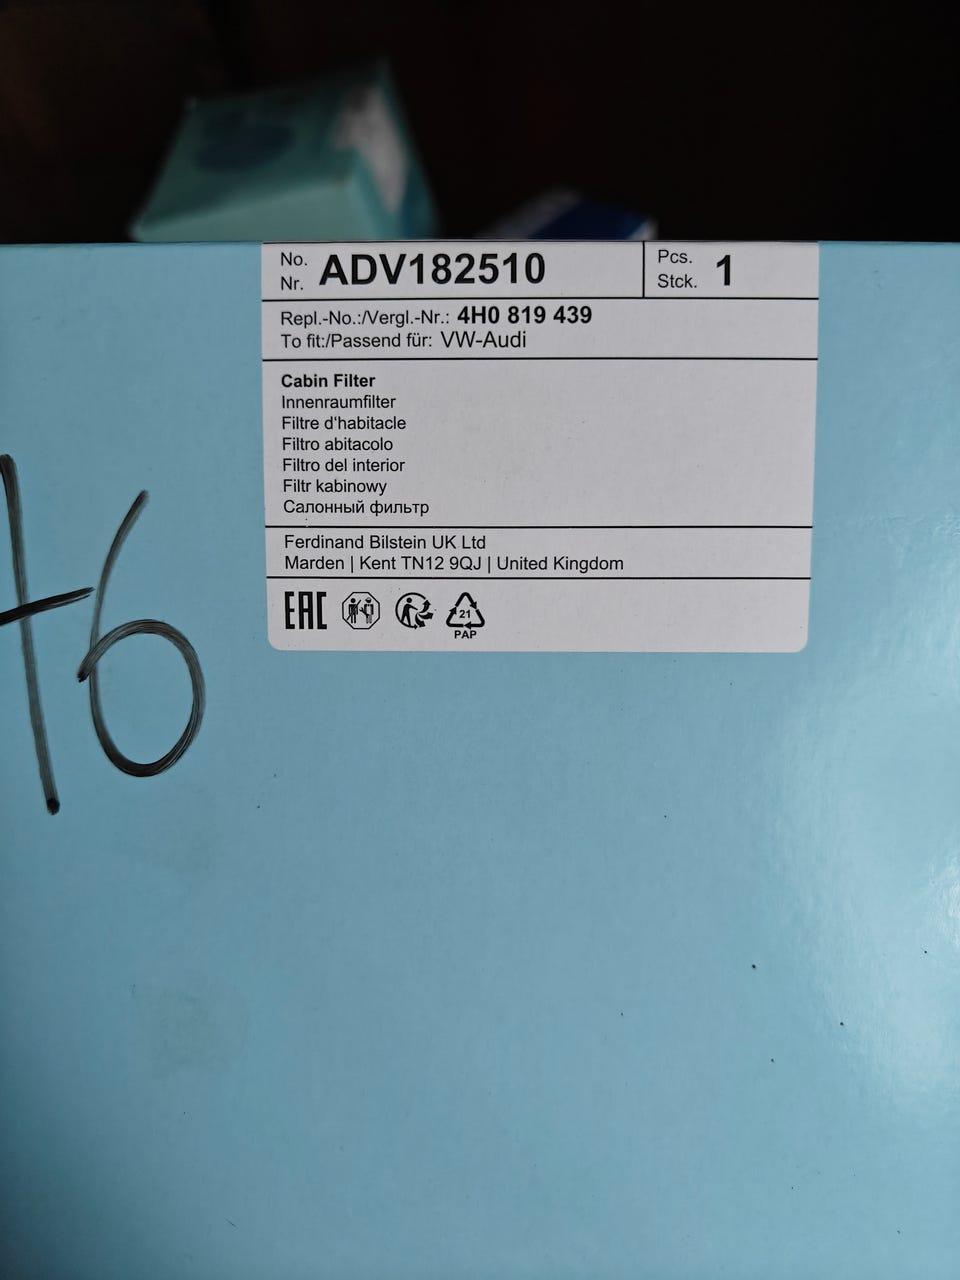 No.
Nr. ADV182510
Pcs.
Stck. 1
Repl.-No.:/Vergl.-Nr.: 4H0 819 439
To fit:/Passend für: VW-Audi
Cabin Filter
Innenraumfilter
Filtre d'habitacle
Filtro abitacolo
Filtro del interior
Filtr kabinowy
Салонный фильтр
Ferdinand Bilstein UK Ltd
Marden | Kent TN12 9QJ | United Kingdom
EAC
21
PAP